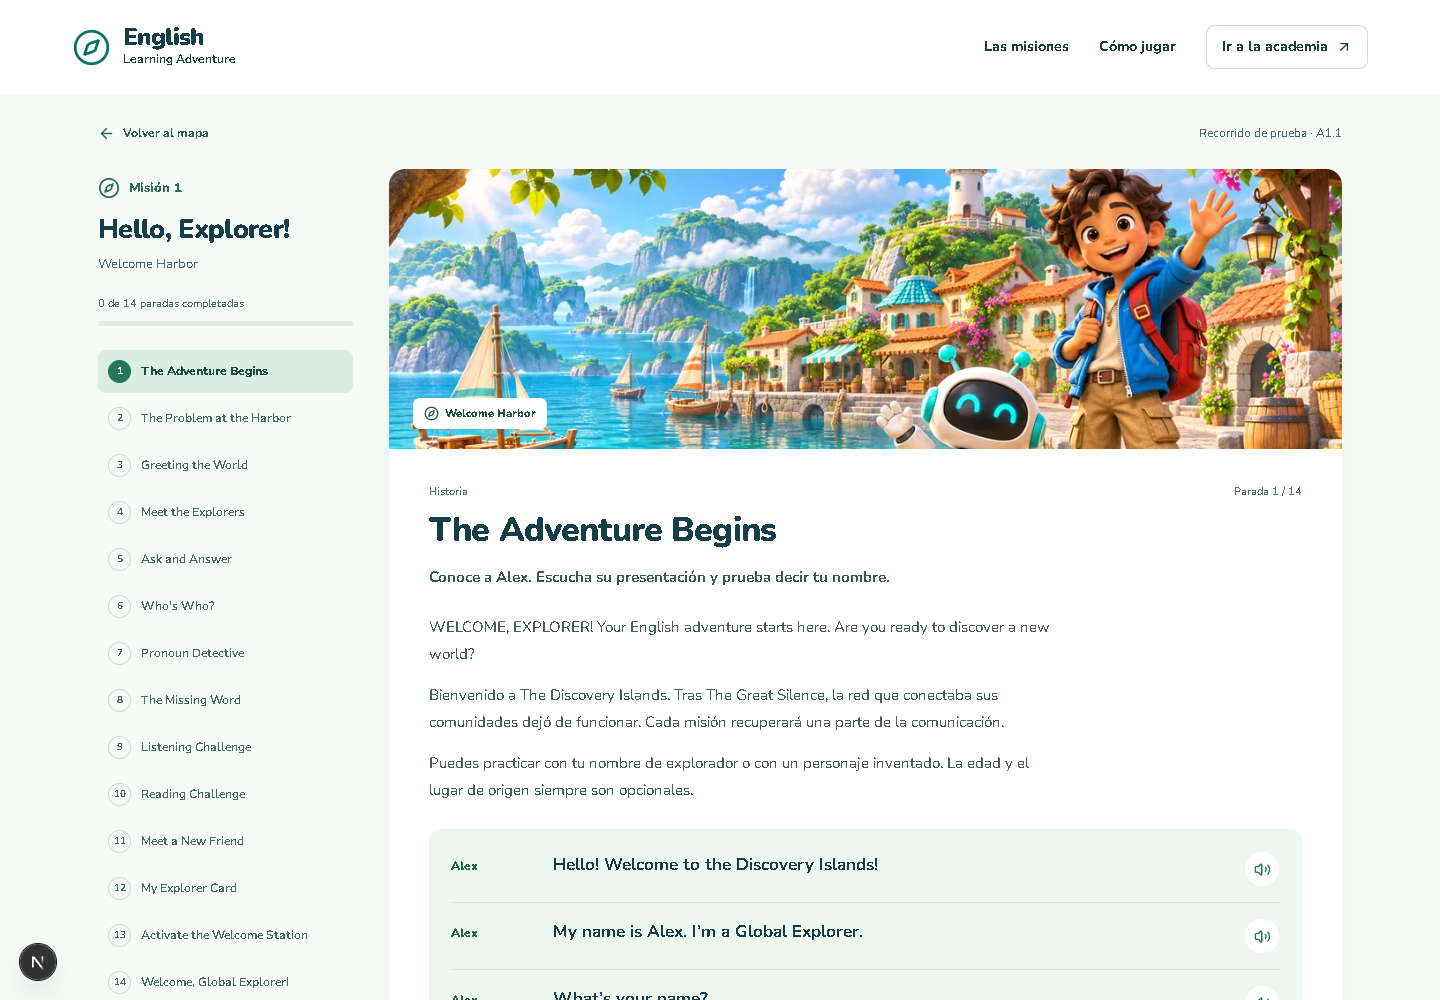 English
Learning Adventure
Las misiones
Cómo jugar
Ir a la academia
Volver al mapa
Recorrido de prueba · A1.1
Misión 1
Hello, Explorer!
Welcome Harbor
0 de 14 paradas completadas
1 The Adventure Begins
2 The Problem at the Harbor
3 Greeting the World
4 Meet the Explorers
5 Ask and Answer
6 Who's Who?
7 Pronoun Detective
8 The Missing Word
9 Listening Challenge
10 Reading Challenge
11 Meet a New Friend
12 My Explorer Card
13 Activate the Welcome Station
14 Welcome, Global Explorer!
N
Welcome Harbor
Historia
Parada 1 / 14
The Adventure Begins
Conoce a Alex. Escucha su presentación y prueba decir tu nombre.
WELCOME, EXPLORER! Your English adventure starts here. Are you ready to discover a new
world?
Bienvenido a The Discovery Islands. Tras The Great Silence, la red que conectaba sus
comunidades dejó de funcionar. Cada misión recuperará una parte de la comunicación.
Puedes practicar con tu nombre de explorador o con un personaje inventado. La edad y el
lugar de origen siempre son opcionales.
Alex Hello! Welcome to the Discovery Islands!
Alex My name is Alex. I'm a Global Explorer.
Alex What's your name?